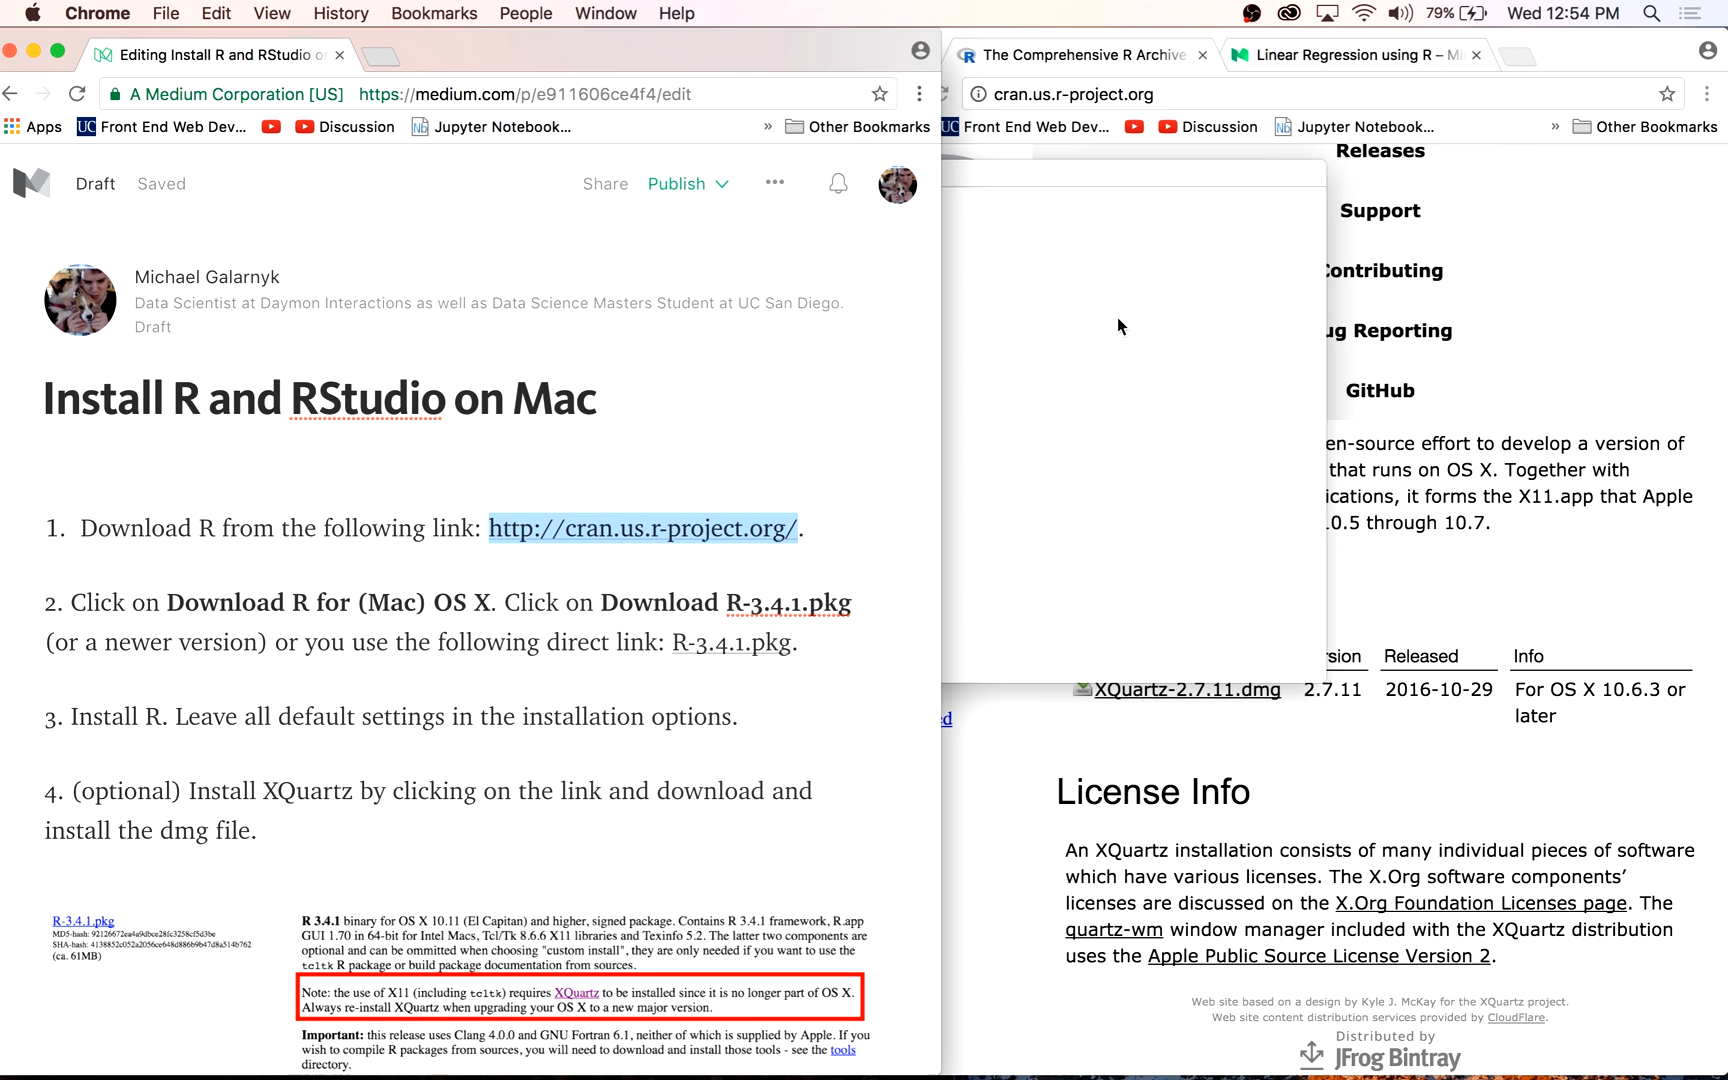 Chrome File Edit View History Bookmarks People Window Help
79% Wed 12:54 PM
Editing Install R and RStudio o
A Medium Corporation [US] https://medium.com/p/e911606ce4f4/edit
Apps UC Front End Web Dev... Discussion Nb Jupyter Notebook... » Other Bookmarks
Draft Saved
Share Publish
Michael Galarnyk
Data Scientist at Daymon Interactions as well as Data Science Masters Student at UC San Diego.
Draft
Install R and RStudio on Mac
1. Download R from the following link: http://cran.us.r-project.org/.
2. Click on Download R for (Mac) OS X. Click on Download R-3.4.1.pkg
(or a newer version) or you use the following direct link: R-3.4.1.pkg.
3. Install R. Leave all default settings in the installation options.
4. (optional) Install XQuartz by clicking on the link and download and
install the dmg file.
R-3.4.1.pkg
MD5-hash: 92126672ea4a9dbce28fc3258cf5d3be
SHA-hash: 4138852c052a2056ce648d886b9b47d8a514b762
(ca. 61MB)
R 3.4.1 binary for OS X 10.11 (El Capitan) and higher, signed package. Contains R 3.4.1 framework, R.app
GUI 1.70 in 64-bit for Intel Macs, Tcl/Tk 8.6.6 X11 libraries and Texinfo 5.2. The latter two components are
optional and can be ommitted when choosing "custom install", they are only needed if you want to use the
tcltk R package or build package documentation from sources.
Note: the use of X11 (including tcltk) requires XQuartz to be installed since it is no longer part of OS X.
Always re-install XQuartz when upgrading your OS X to a new major version.
Important: this release uses Clang 4.0.0 and GNU Fortran 6.1, neither of which is supplied by Apple. If you
wish to compile R packages from sources, you will need to download and install those tools - see the tools
directory.
The Comprehensive R Archive
Linear Regression using R – Mi
cran.us.r-project.org
UC Front End Web Dev... Discussion Nb Jupyter Notebook... » Other Bookmarks
Releases
Support
Contributing
ug Reporting
GitHub
en-source effort to develop a version of
that runs on OS X. Together with
ications, it forms the X11.app that Apple
0.5 through 10.7.
sion Released Info
XQuartz-2.7.11.dmg 2.7.11 2016-10-29 For OS X 10.6.3 or
later
ed
License Info
An XQuartz installation consists of many individual pieces of software
which have various licenses. The X.Org software components’
licenses are discussed on the X.Org Foundation Licenses page. The
quartz-wm window manager included with the XQuartz distribution
uses the Apple Public Source License Version 2.
Web site based on a design by Kyle J. McKay for the XQuartz project.
Web site content distribution services provided by CloudFlare.
Distributed by
JFrog Bintray